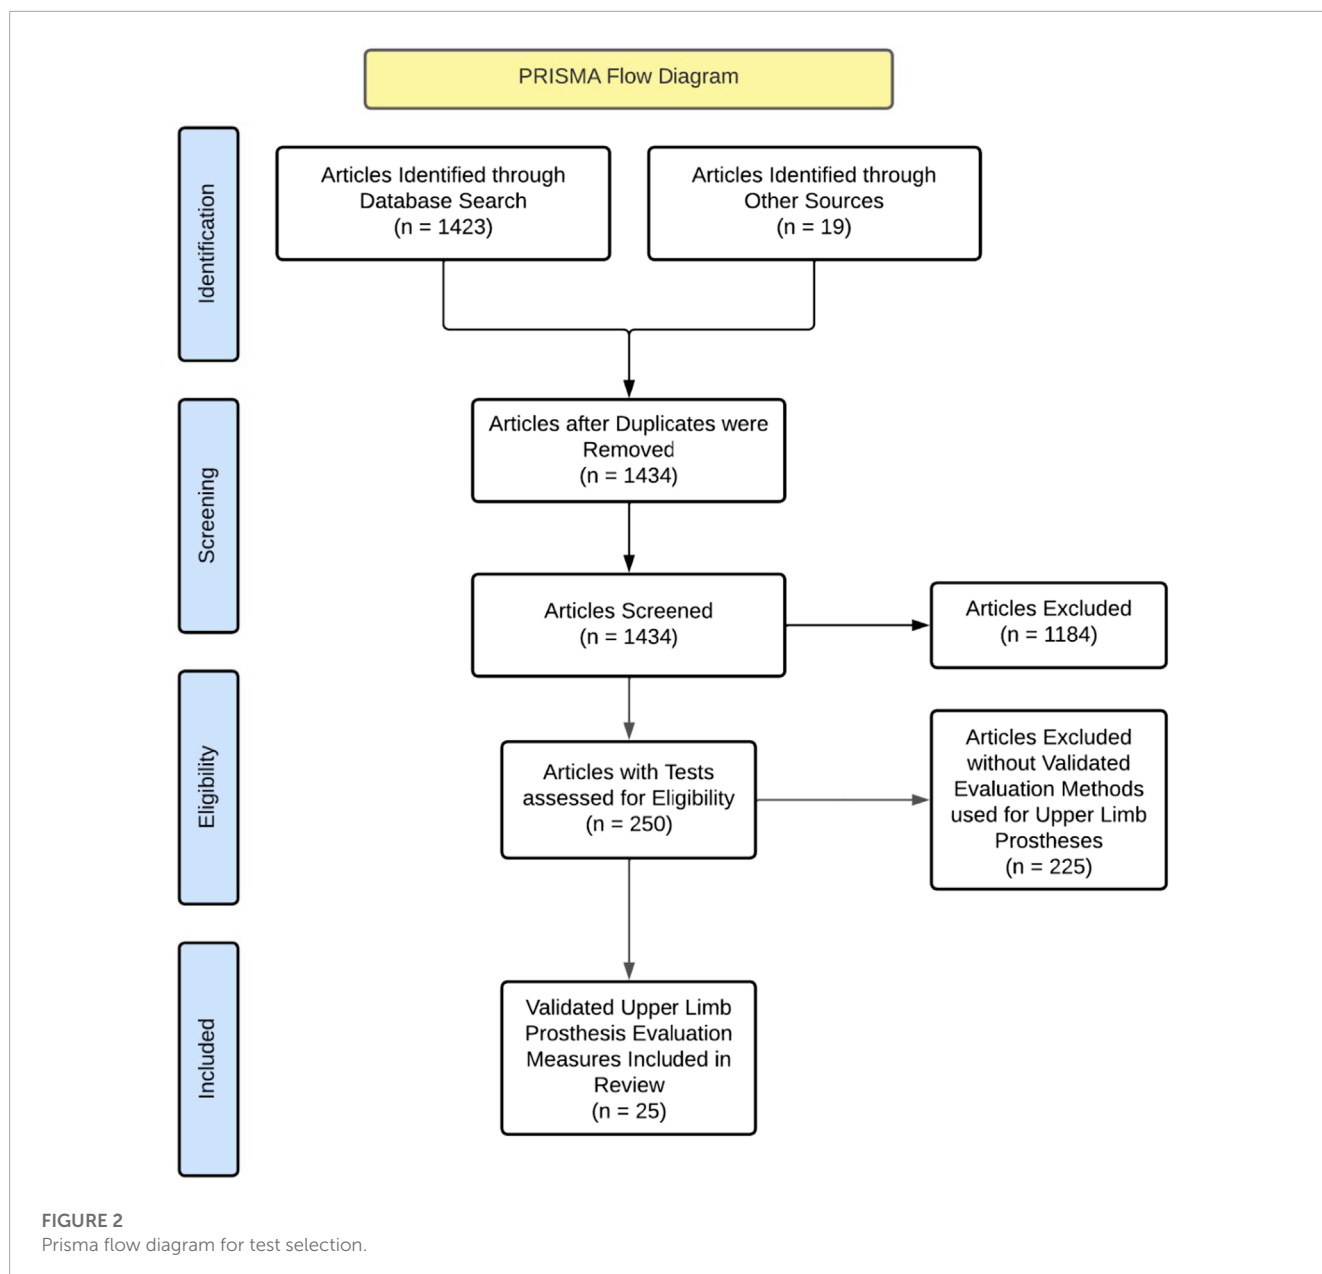 PRISMA Flow Diagram
Identification
Articles Identified through
Database Search
(n = 1423)
Articles Identified through
Other Sources
(n = 19)
Screening
Articles after Duplicates were
Removed
(n = 1434)
Articles Screened
(n = 1434)
Articles Excluded
(n = 1184)
Eligibility
Articles with Tests
assessed for Eligibility
(n = 250)
Articles Excluded
without Validated
Evaluation Methods
used for Upper Limb
Prostheses
(n = 225)
Included
Validated Upper Limb
Prosthesis Evaluation
Measures Included in
Review
(n = 25)
FIGURE 2
Prisma flow diagram for test selection.